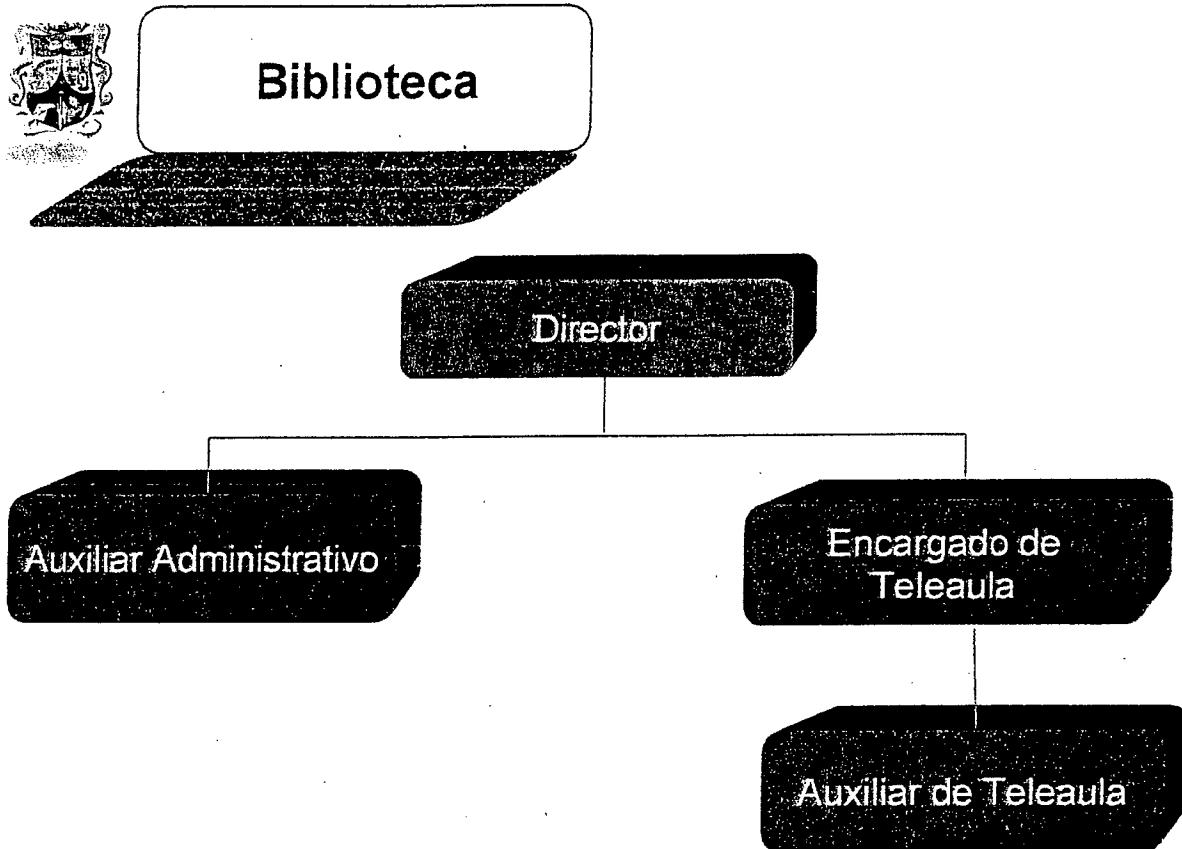 Biblioteca
Director
Auxiliar Administrativo
Encargado de
Teleaula
Auxiliar de Teleaula